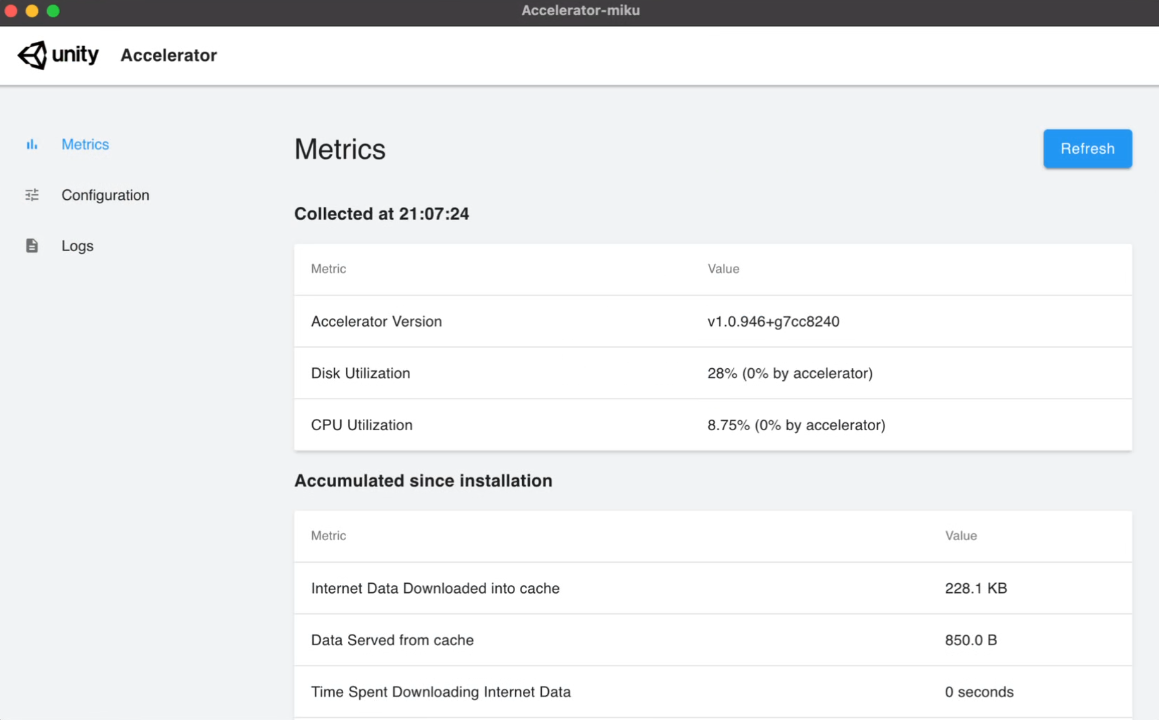 Accelerator-miku
unity Accelerator
Metrics
Configuration
Logs
Metrics
Refresh
Collected at 21:07:24
Metric Value
Accelerator Version v1.0.946+g7cc8240
Disk Utilization 28% (0% by accelerator)
CPU Utilization 8.75% (0% by accelerator)
Accumulated since installation
Metric Value
Internet Data Downloaded into cache 228.1 KB
Data Served from cache 850.0 B
Time Spent Downloading Internet Data 0 seconds